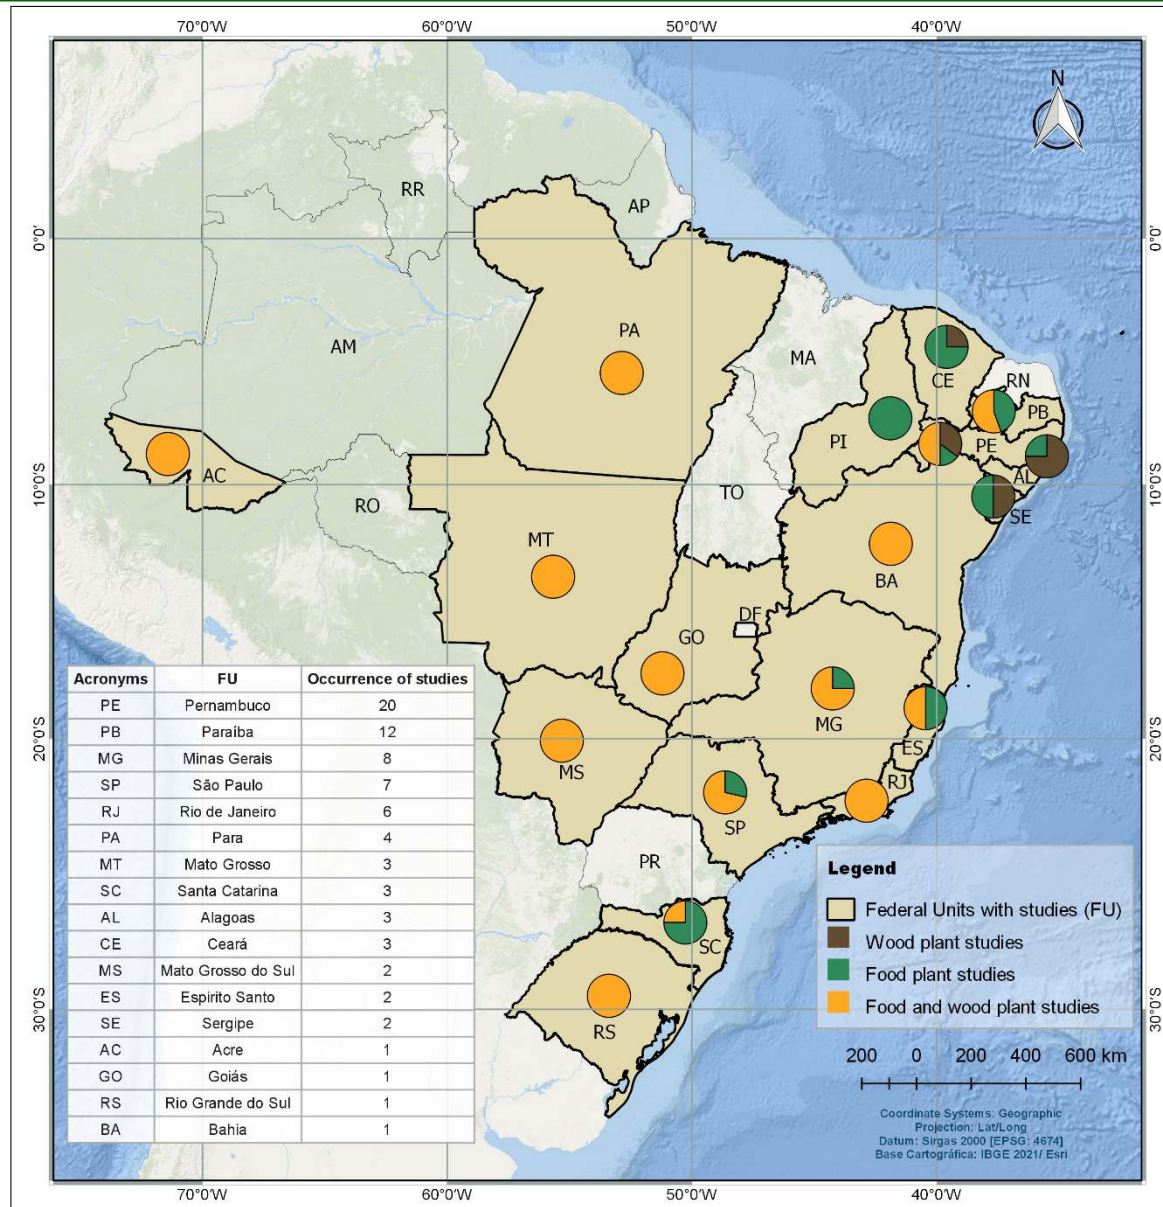 70°0'W 60°0'W 50°0'W 40°0'W
N
RR
AP
0°0' 0°0'
PA
AM
MA
CE
RN
PB
PI
PE
AC
AL
10°S 10°0'S
RO
TO
SE
MT
BA
DF
GO
MG
ES
20°0'S 20°0'S
MS
RJ
SP
PR
SC
RS
30°0'S 30°0'S
Acronyms FU Occurrence of studies
PE Pernambuco 20
PB Paraíba 12
MG Minas Gerais 8
SP São Paulo 7
RJ Rio de Janeiro 6
PA Para 4
MT Mato Grosso 3
SC Santa Catarina 3
AL Alagoas 3
CE Ceará 3
MS Mato Grosso do Sul 2
ES Espirito Santo 2
SE Sergipe 2
AC Acre 1
GO Goiás 1
RS Rio Grande do Sul 1
BA Bahia 1
Legend
Federal Units with studies (FU)
Wood plant studies
Food plant studies
Food and wood plant studies
200 0 200 400 600 km
Coordinate Systems: Geographic
Projection: Lat/Long
Datum: Sirgas 2000 [EPSG: 4674]
Base Cartográfica: IBGE 2021/ Esri
70°0'W 60°0'W 50°0'W 40°0'W